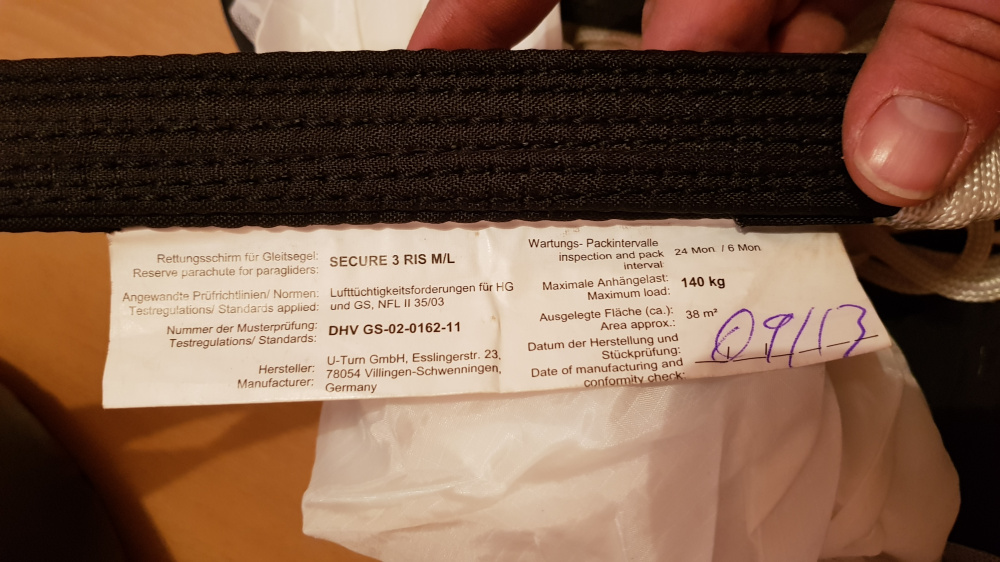 Rettungsschirm für Gleitsegel:
Reserve parachute for paragliders:
SECURE 3 RIS M/L
Angewandte Prüfrichtlinien/ Normen:
Testregulations/ Standards applied:
Lufttüchtigkeitsforderungen für HG
und GS, NFL II 35/03
Nummer der Musterprüfung:
Testregulations/ Standards:
DHV GS-02-0162-11
Hersteller:
Manufacturer:
U-Turn GmbH, Esslingerstr. 23,
78054 Villingen-Schwenningen,
Germany
Wartungs- Packintervalle
inspection and pack
interval:
24 Mon. / 6 Mon.
Maximale Anhängelast:
Maximum load:
140 kg
Ausgelegte Fläche (ca.):
Area approx.:
38 m²
Datum der Herstellung und
Stückprüfung:
Date of manufacturing and
conformity check:
09/13